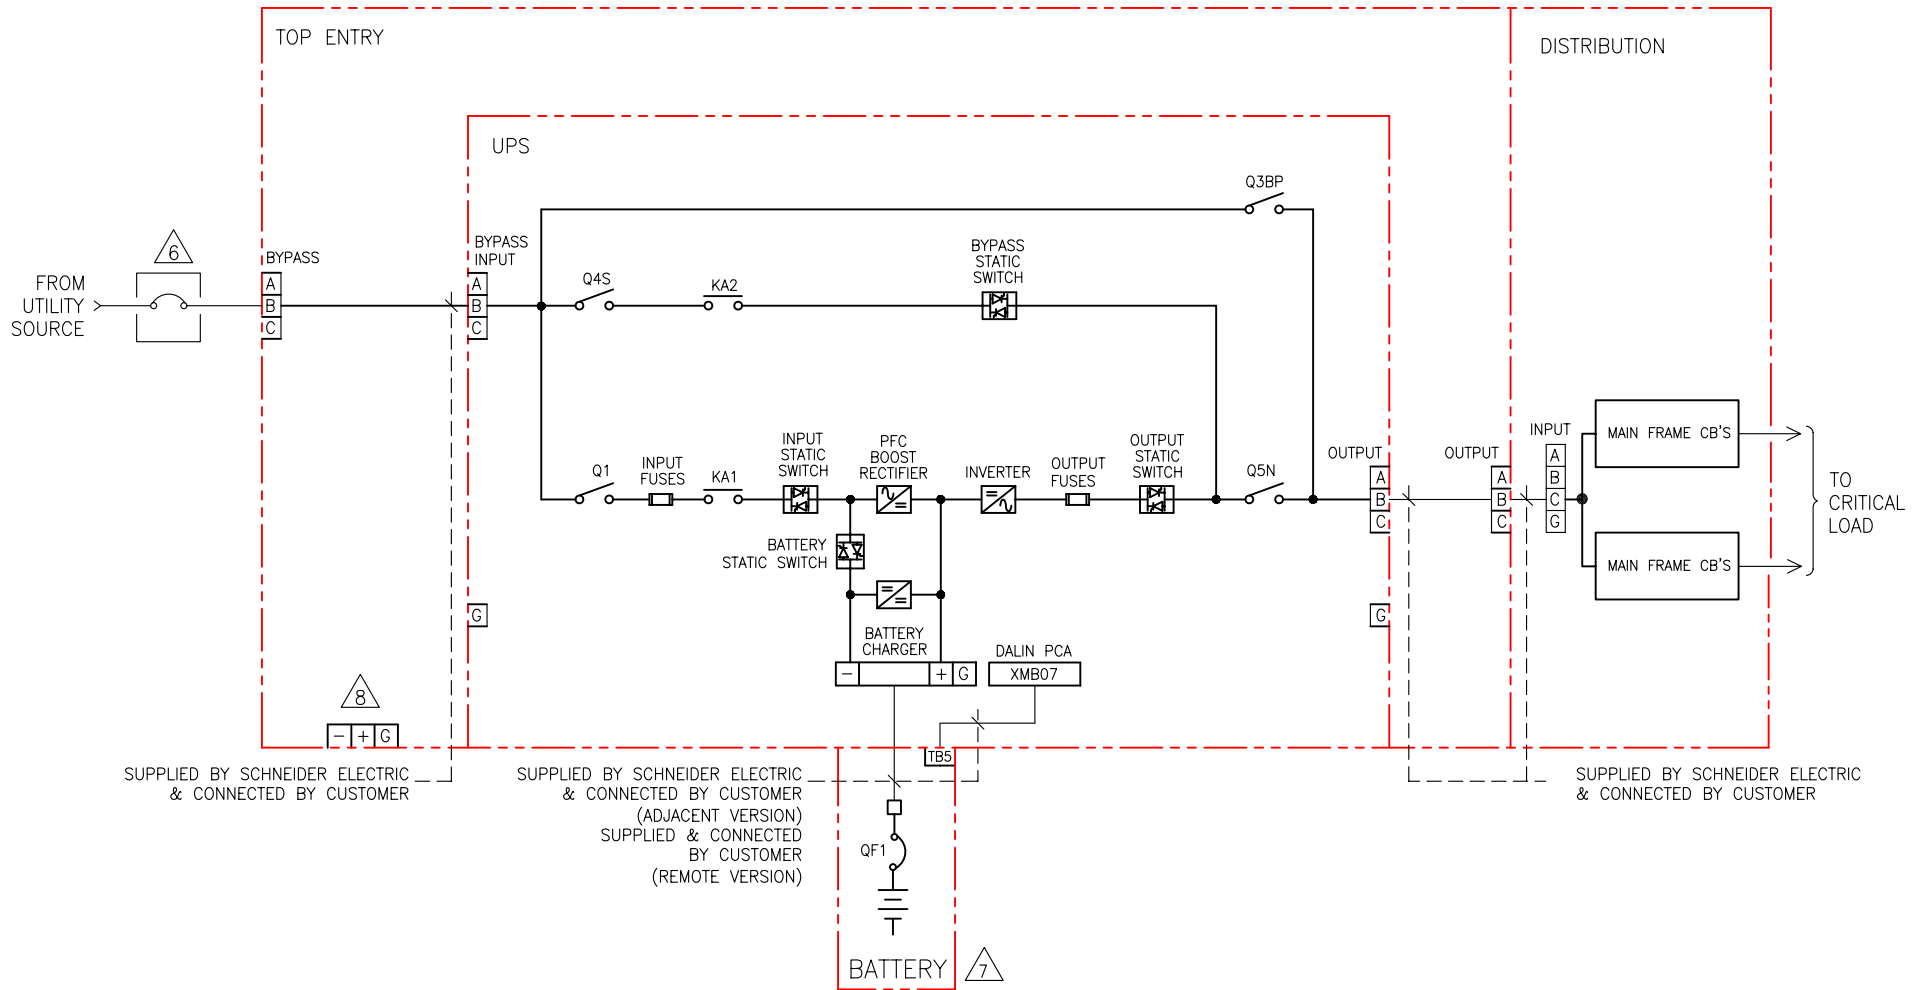 TOP ENTRY
DISTRIBUTION
UPS
Q3BP
6
BYPASS
BYPASS
INPUT
FROM
UTILITY
SOURCE
A
B
C
A
B
C
Q4S
KA2
BYPASS
STATIC
SWITCH
Q1
INPUT
FUSES
KA1
INPUT
STATIC
SWITCH
PFC
BOOST
RECTIFIER
INVERTER
OUTPUT
FUSES
OUTPUT
STATIC
SWITCH
Q5N
OUTPUT
A
B
C
OUTPUT
A
B
C
INPUT
A
B
C
G
MAIN FRAME CB'S
MAIN FRAME CB'S
TO
CRITICAL
LOAD
BATTERY
STATIC SWITCH
G
G
BATTERY
CHARGER
- + G
DALIN PCA
XMB07
8
- + G
TB5
SUPPLIED BY SCHNEIDER ELECTRIC
& CONNECTED BY CUSTOMER
SUPPLIED BY SCHNEIDER ELECTRIC
& CONNECTED BY CUSTOMER
(ADJACENT VERSION)
SUPPLIED & CONNECTED
BY CUSTOMER
(REMOTE VERSION)
SUPPLIED BY SCHNEIDER ELECTRIC
& CONNECTED BY CUSTOMER
QF1
BATTERY
7